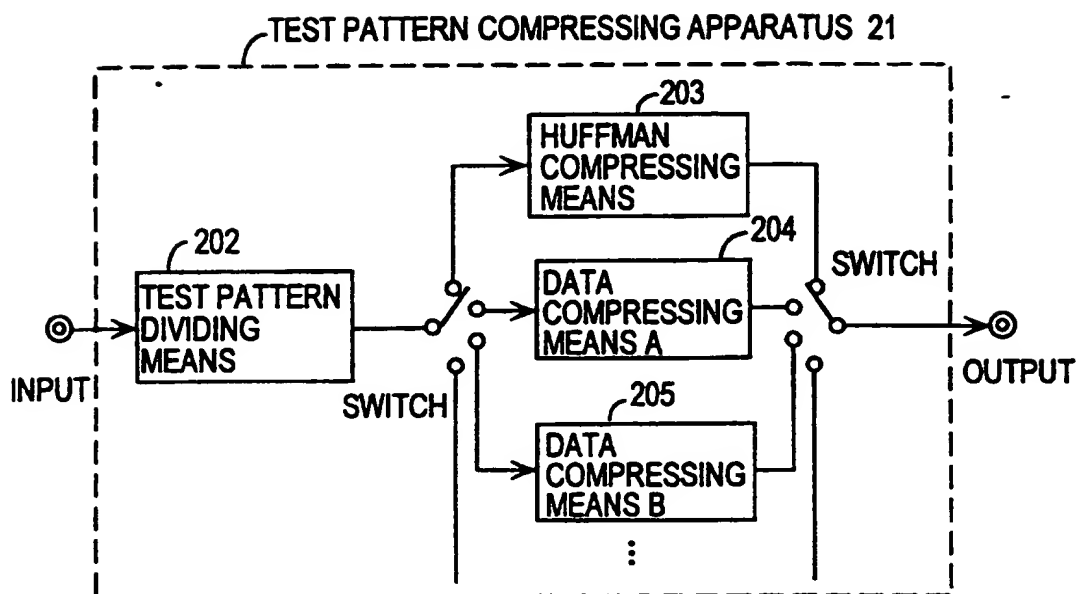 TEST PATTERN COMPRESSING APPARATUS 21
203
HUFFMAN
COMPRESSING
MEANS
202
TEST PATTERN
DIVIDING
MEANS
204
DATA
COMPRESSING
MEANS A
SWITCH
INPUT
SWITCH
OUTPUT
205
DATA
COMPRESSING
MEANS B